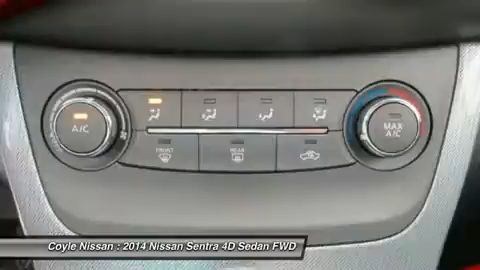 A/C
MAX
A/C
FRONT
REAR
Coyle Nissan : 2014 Nissan Sentra 4D Sedan FWD